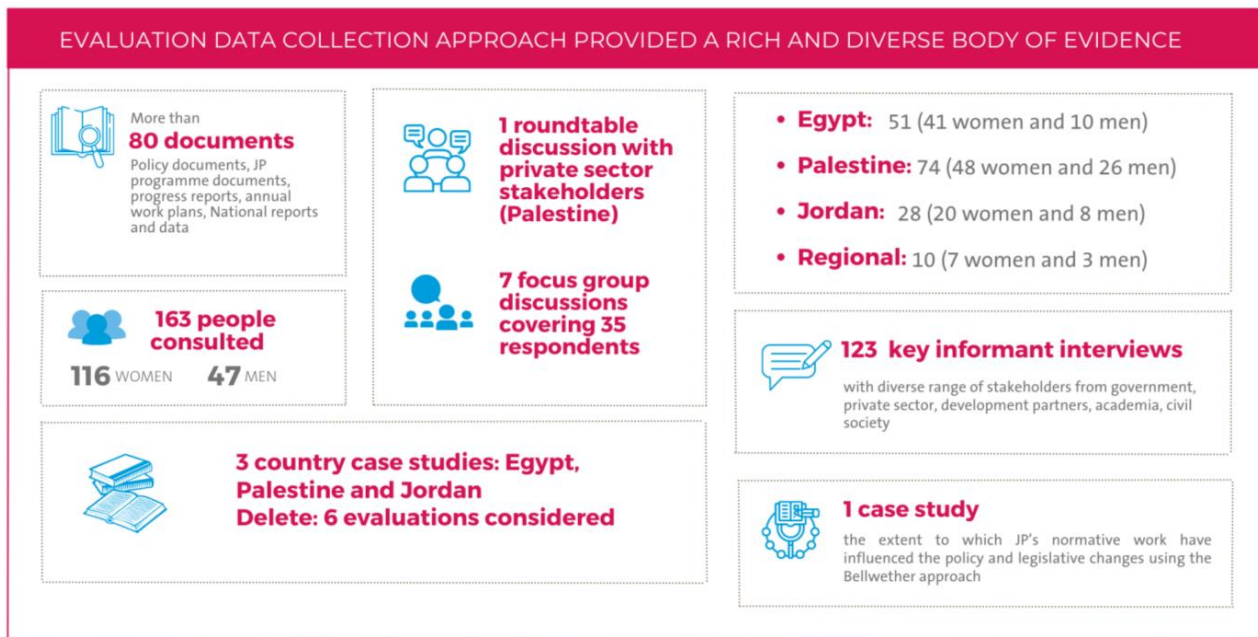 EVALUATION DATA COLLECTION APPROACH PROVIDED A RICH AND DIVERSE BODY OF EVIDENCE
More than
80 documents
Policy documents, JP
programme documents,
progress reports, annual
work plans, National reports
and data
163 people
consulted
116 WOMEN 47 MEN
1 roundtable
discussion with
private sector
stakeholders
(Palestine)
7 focus group
discussions
covering 35
respondents
• Egypt: 51 (41 women and 10 men)
• Palestine: 74 (48 women and 26 men)
• Jordan: 28 (20 women and 8 men)
• Regional: 10 (7 women and 3 men)
123 key informant interviews
with diverse range of stakeholders from government,
private sector, development partners, academia, civil
society
3 country case studies: Egypt,
Palestine and Jordan
Delete: 6 evaluations considered
1 case study
the extent to which JP's normative work have
influenced the policy and legislative changes using the
Bellwether approach